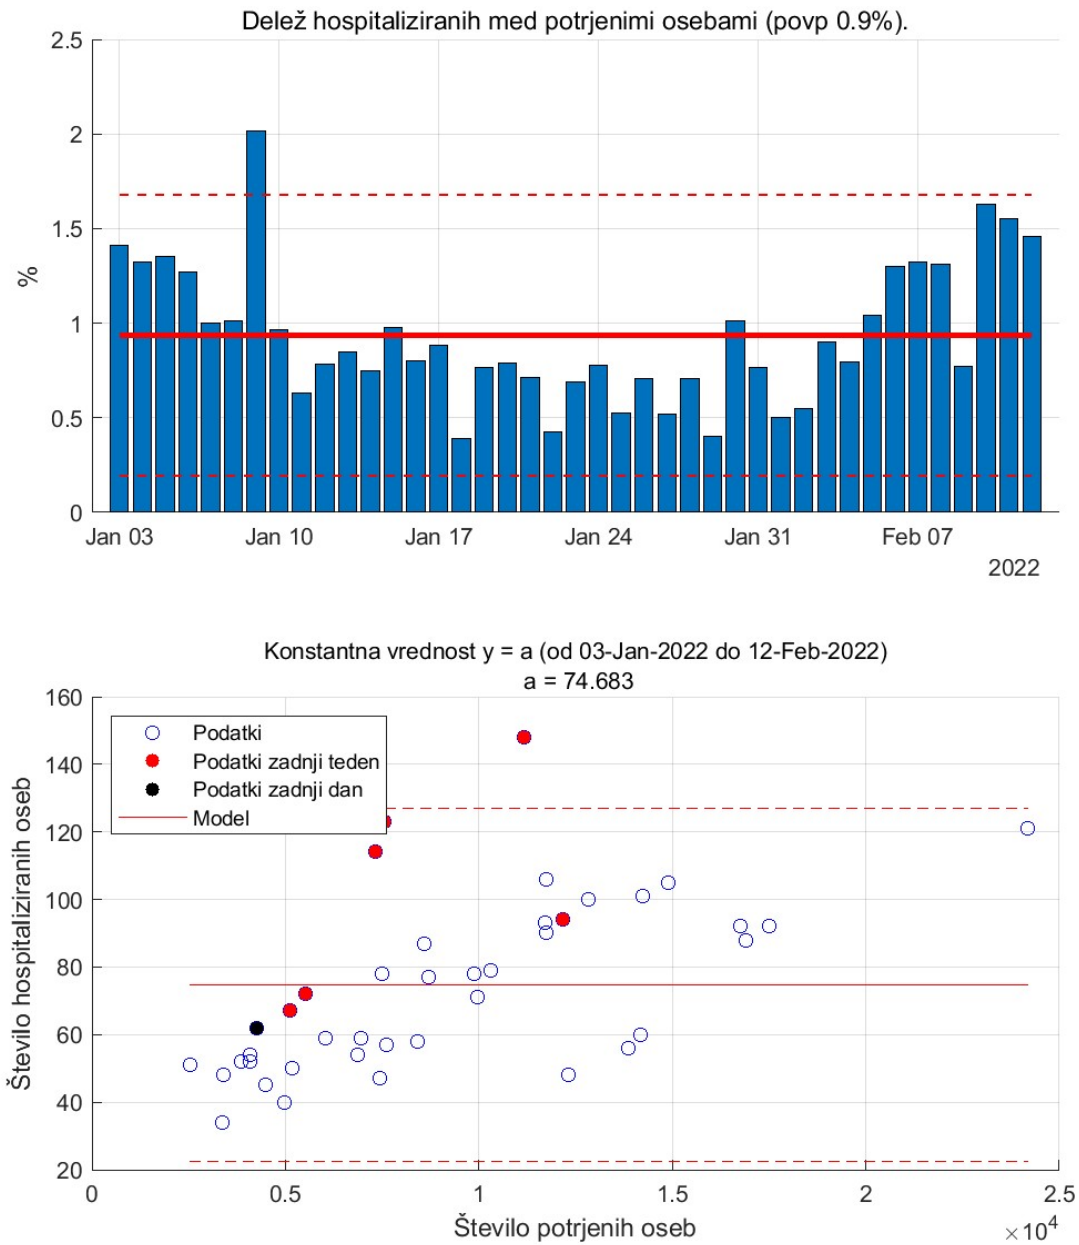 Delež hospitaliziranih med potrjenimi osebami (povp 0.9%).
2.5
2
1.5
1
0.5
0
%
Jan 03 Jan 10 Jan 17 Jan 24 Jan 31 Feb 07
2022
Konstantna vrednost y = a (od 03-Jan-2022 do 12-Feb-2022)
a = 74.683
160
140
120
100
80
60
40
20
Število hospitaliziranih oseb
Podatki
Podatki zadnji teden
Podatki zadnji dan
Model
0 0.5 1 1.5 2 2.5
Število potrjenih oseb
×10⁴